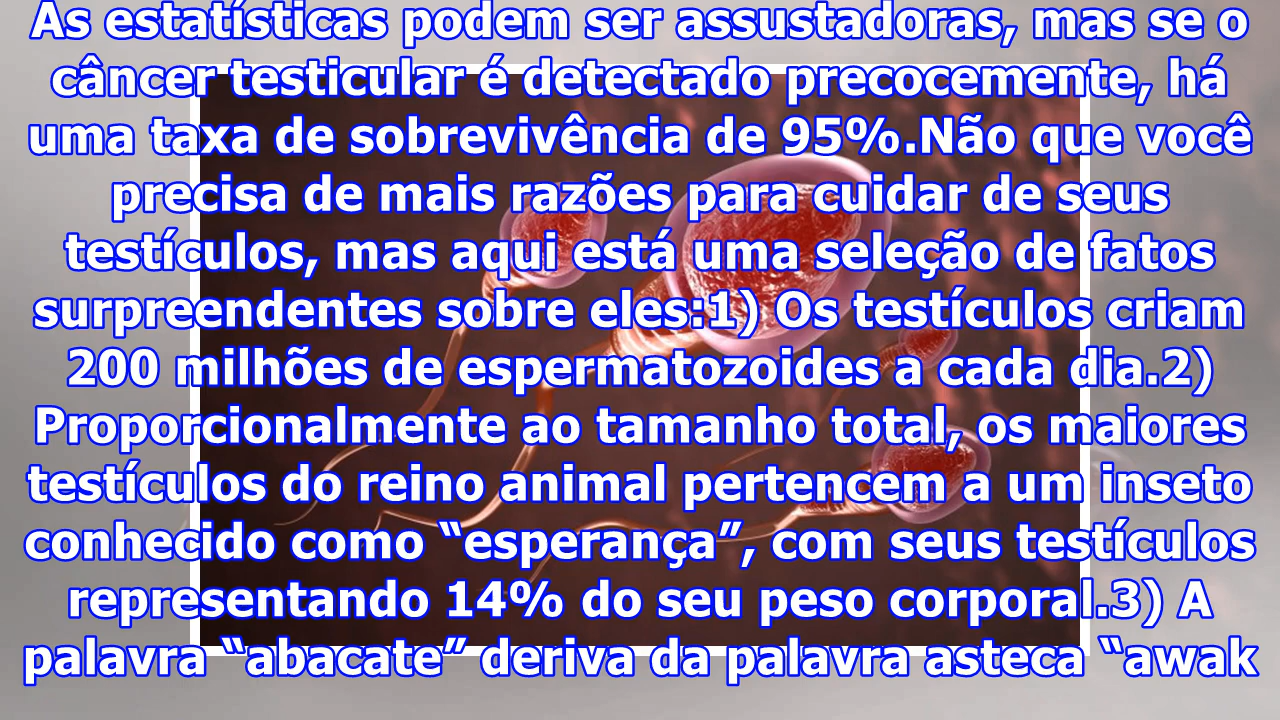 As estatísticas podem ser assustadoras, mas se o
câncer testicular é detectado precocemente, há
uma taxa de sobrevivência de 95%.Não que você
precisa de mais razões para cuidar de seus
testículos, mas aqui está uma seleção de fatos
surpreendentes sobre eles:1) Os testículos criam
200 milhões de espermatozoides a cada dia.2)
Proporcionalmente ao tamanho total, os maiores
testículos do reino animal pertencem a um inseto
conhecido como “esperança”, com seus testículos
representando 14% do seu peso corporal.3) A
palavra “abacate” deriva da palavra asteca “awak